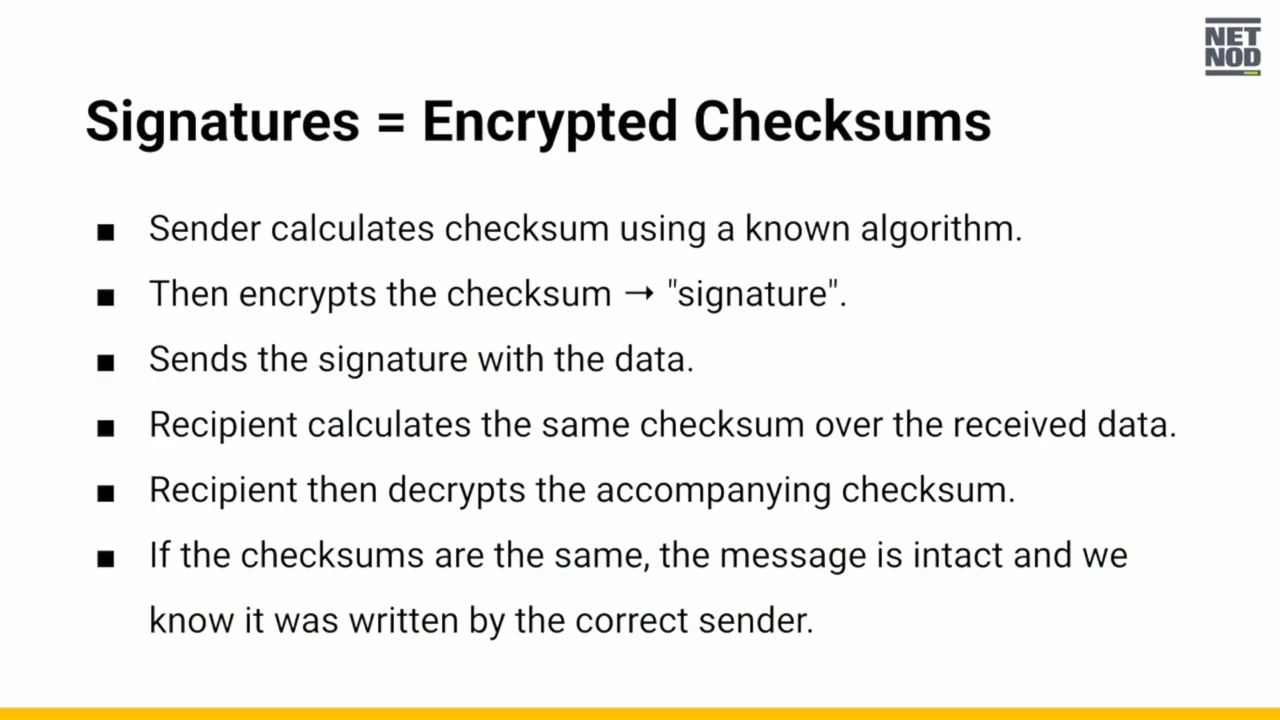 NET
NOD
Signatures = Encrypted Checksums
■ Sender calculates checksum using a known algorithm.
■ Then encrypts the checksum → "signature".
■ Sends the signature with the data.
■ Recipient calculates the same checksum over the received data.
■ Recipient then decrypts the accompanying checksum.
■ If the checksums are the same, the message is intact and we
know it was written by the correct sender.